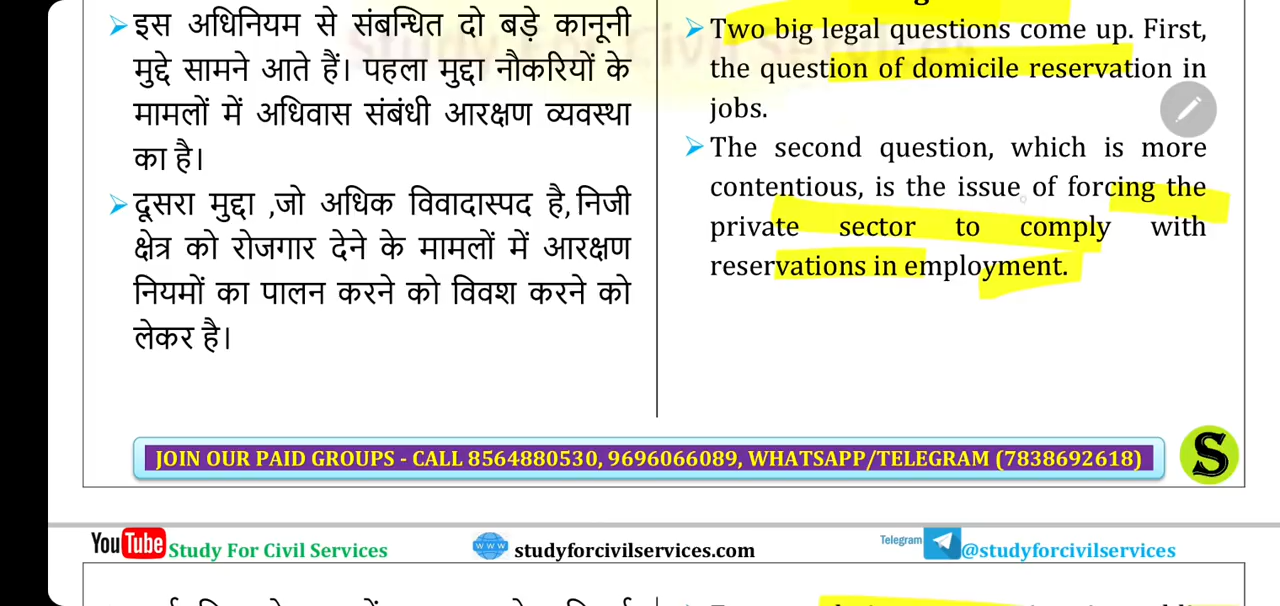 ➢इस अधिनियम से संबन्धित दो बड़े कानूनी
मुद्दे सामने आते हैं। पहला मुद्दा नौकरियों के
मामलों में अधिवास संबंधी आरक्षण व्यवस्था
का है।
➢दूसरा मुद्दा ,जो अधिक विवादास्पद है, निजी
क्षेत्र को रोजगार देने के मामलों में आरक्षण
नियमों का पालन करने को विवश करने को
लेकर है।
➢ Two big legal questions come up. First,
the question of domicile reservation in
jobs.
➢ The second question, which is more
contentious, is the issue of forcing the
private sector to comply with
reservations in employment.
JOIN OUR PAID GROUPS - CALL 8564880530, 9696066089, WHATSAPP/TELEGRAM (7838692618)
S
YouTube Study For Civil Services
www studyforcivilservices.com
Telegram @studyforcivilservices